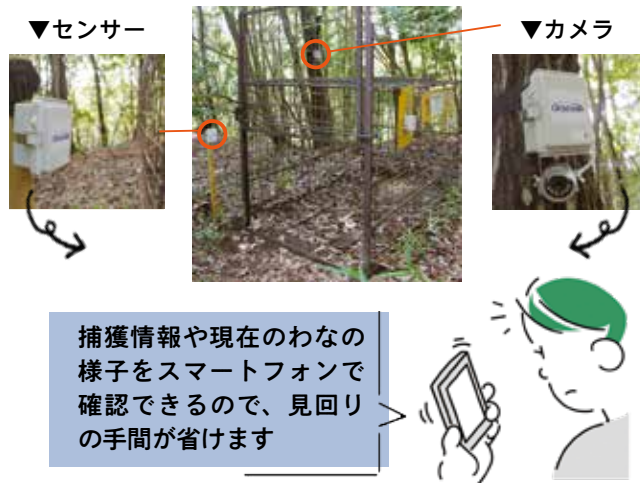 ▼センサー
▼カメラ
捕獲情報や現在のわなの
様子をスマートフォンで
確認できるので、見回り
の手間が省けます